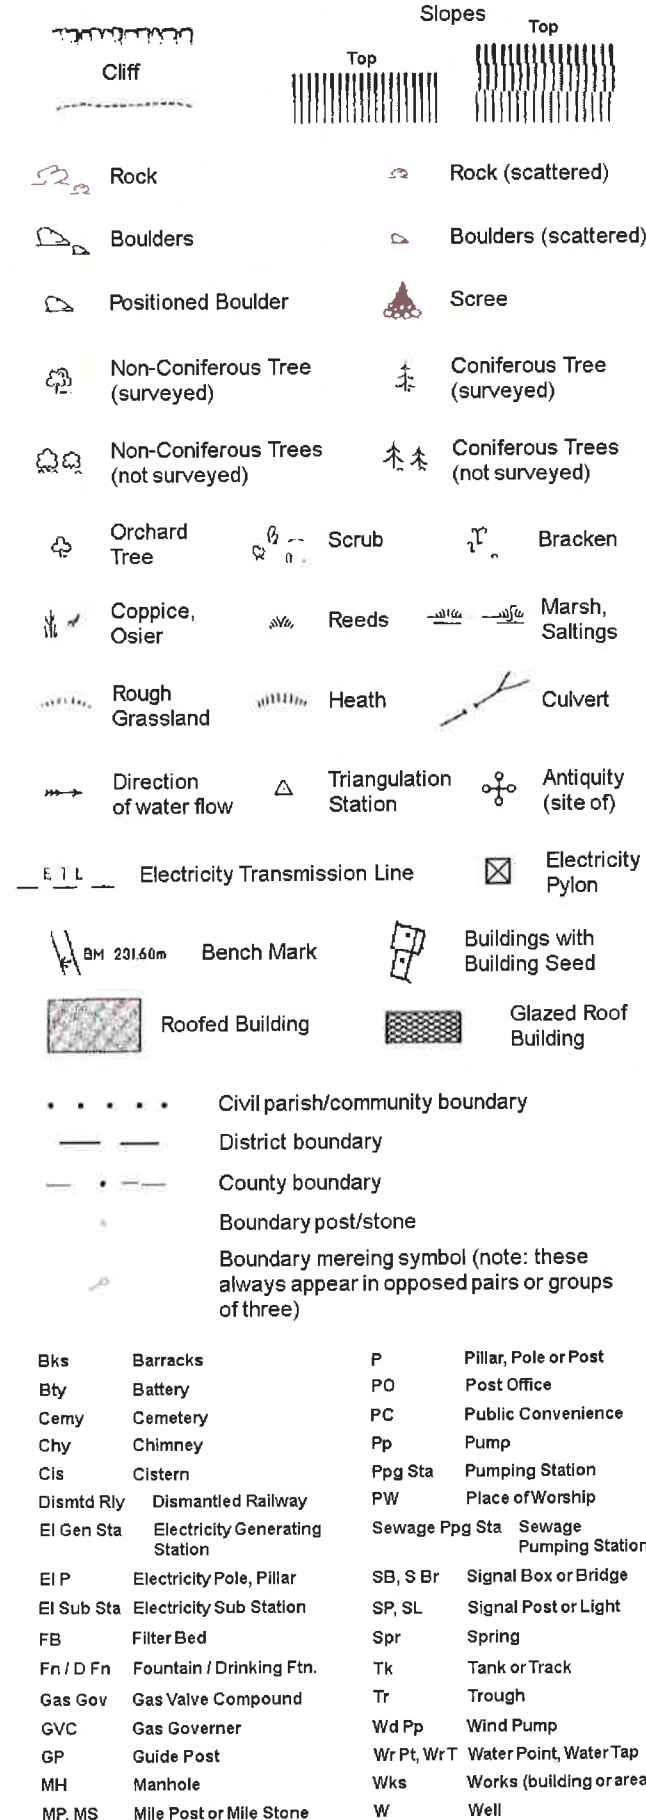 Slopes
Top
Top
Cliff
Rock
Rock (scattered)
Boulders
Boulders (scattered)
Positioned Boulder
Scree
Non-Coniferous Tree
(surveyed)
Coniferous Tree
(surveyed)
Non-Coniferous Trees
(not surveyed)
Coniferous Trees
(not surveyed)
Orchard
Tree
Scrub
Bracken
Coppice,
Osier
Reeds
Marsh,
Saltings
Rough
Grassland
Heath
Culvert
Direction
of water flow
Triangulation
Station
Antiquity
(site of)
E T L Electricity Transmission Line
Electricity
Pylon
BM 231.60m Bench Mark
Buildings with
Building Seed
Roofed Building
Glazed Roof
Building
Civil parish/community boundary
District boundary
County boundary
Boundary post/stone
Boundary mereing symbol (note: these
always appear in opposed pairs or groups
of three)
Bks Barracks
P Pillar, Pole or Post
Bty Battery
PO Post Office
Cemy Cemetery
PC Public Convenience
Chy Chimney
Pp Pump
Cis Cistern
Ppg Sta Pumping Station
Dismtd Rly Dismantled Railway
PW Place of Worship
El Gen Sta Electricity Generating
Station
Sewage Ppg Sta Sewage
Pumping Station
El P Electricity Pole, Pillar
SB, S Br Signal Box or Bridge
El Sub Sta Electricity Sub Station
SP, SL Signal Post or Light
FB Filter Bed
Spr Spring
Fn / D Fn Fountain / Drinking Ftn.
Tk Tank or Track
Gas Gov Gas Valve Compound
Tr Trough
GVC Gas Governer
Wd Pp Wind Pump
GP Guide Post
Wr Pt, Wr T Water Point, Water Tap
MH Manhole
Wks Works (building or area
MP, MS Mile Post or Mile Stone
W Well